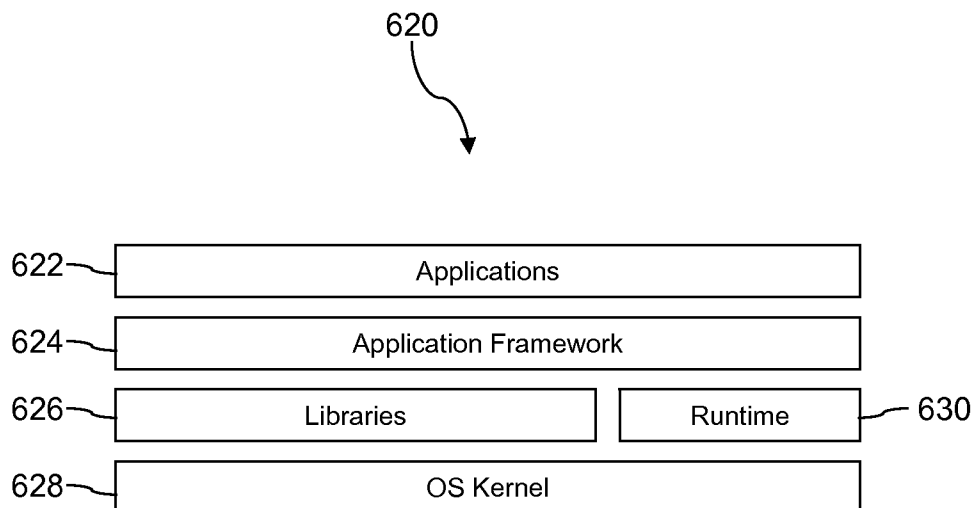 620
622 Applications
624 Application Framework
626 Libraries Runtime 630
628 OS Kernel